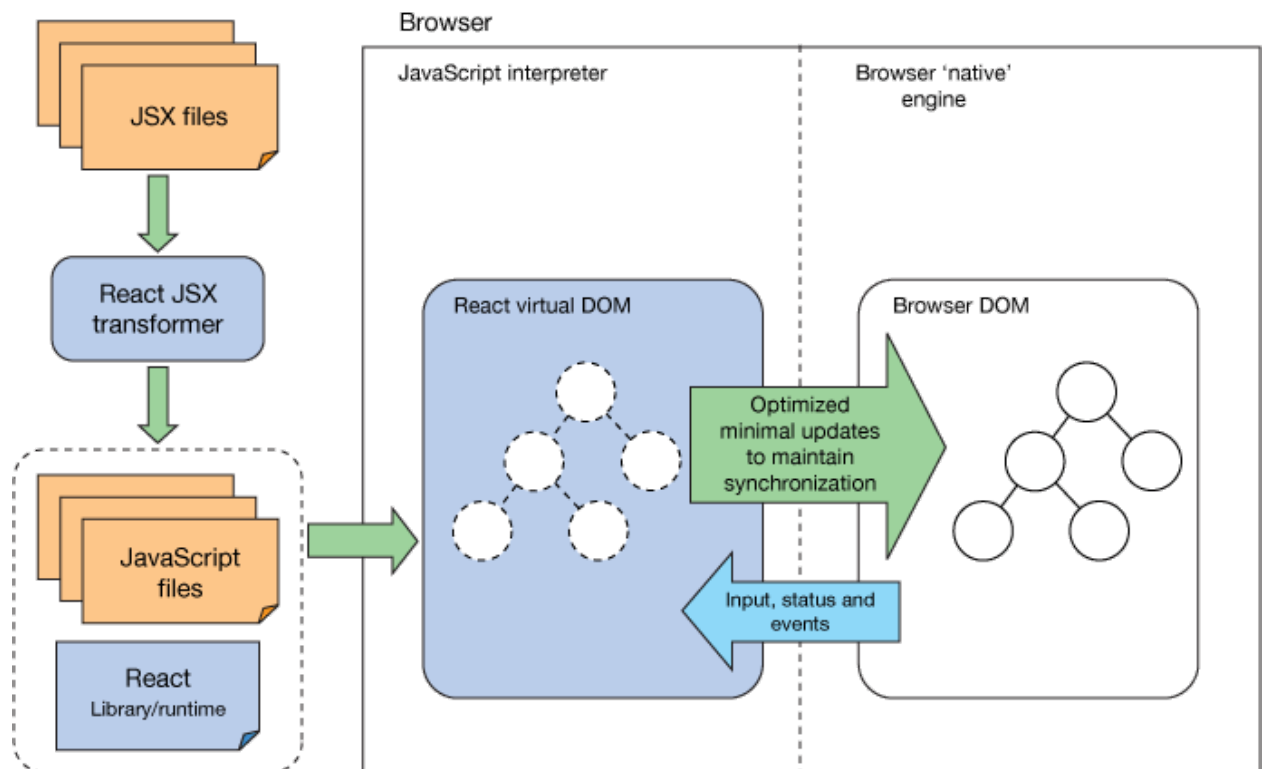 Browser
JSX files
JavaScript interpreter
Browser ‘native’
engine
React JSX
transformer
React virtual DOM
Browser DOM
Optimized
minimal updates
to maintain
synchronization
JavaScript
files
Input, status and
events
React
Library/runtime